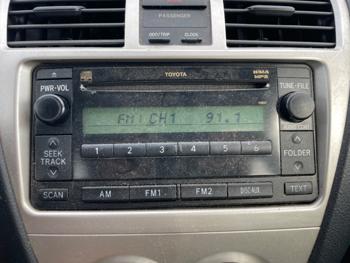 PASSENGER
ODO/TRIP CLOCK
TOYOTA
WMA
MP3
PWR·VOL
TUNE·FILE
FM1 CH1 91.1
1 2 3 4 5 6
SEEK
TRACK
FOLDER
SCAN AM FM1 FM2 DISC·AUX TEXT